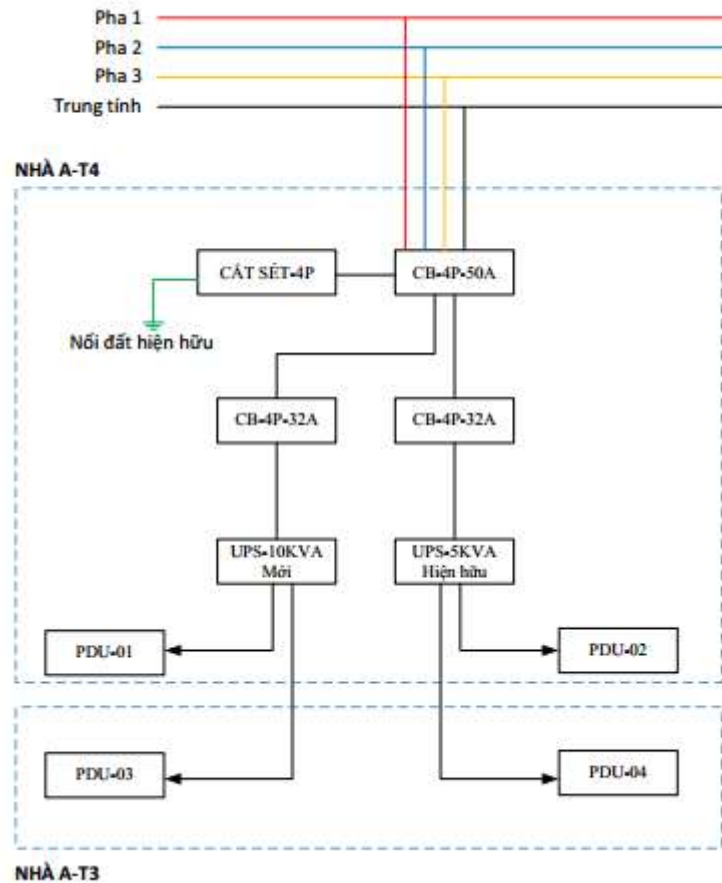 Pha 1
Pha 2
Pha 3
Trung tính
NHÀ A-T4
CẮT SÉT-4P
CB-4P-50A
Nối đất hiện hữu
CB-4P-32A
CB-4P-32A
UPS-10KVA
Mới
UPS-5KVA
Hiện hữu
PDU-01
PDU-02
PDU-03
PDU-04
NHÀ A-T3